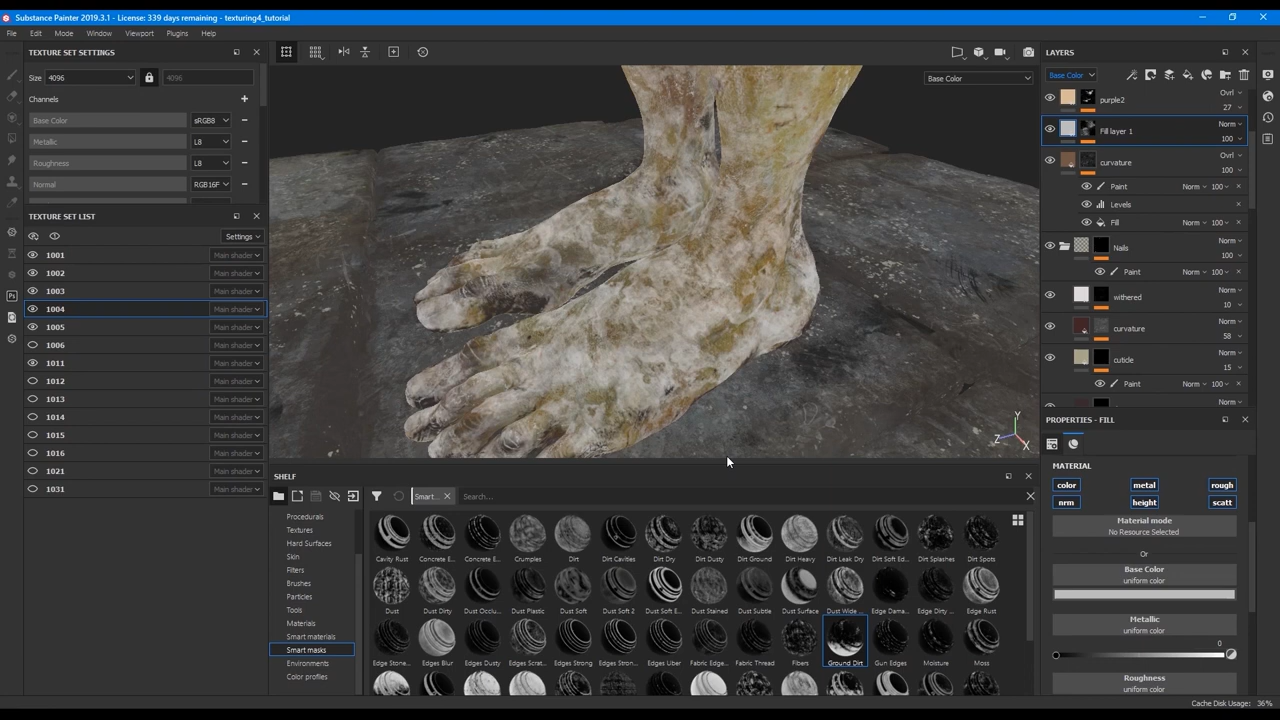 Substance Painter 2019.3.1 - License: 339 days remaining - texturing4_tutorial
File Edit Mode Window Viewport Plugins Help
TEXTURE SET SETTINGS
Size 4096 4096
Channels
Base Color sRGB8
Metallic L8
Roughness L8
Normal RGB16F
TEXTURE SET LIST
Settings
1001 Main shader
1002 Main shader
1003 Main shader
1004 Main shader
1005 Main shader
1006 Main shader
1011 Main shader
1012 Main shader
1013 Main shader
1014 Main shader
1015 Main shader
1016 Main shader
1021 Main shader
1031 Main shader
Base Color
Y
Z X
SHELF
Smart... Search...
Procedurals
Textures
Hard Surfaces
Skin
Filters
Brushes
Particles
Tools
Materials
Smart materials
Smart masks
Environments
Color profiles
Cavity Rust Concrete E... Concrete E... Crumples Dirt Dirt Cavities Dirt Dry Dirt Dusty Dirt Ground Dirt Heavy Dirt Leak Dry Dirt Soft Ed... Dirt Splashes Dirt Spots
Dust Dust Dirty Dust Occlu... Dust Plastic Dust Soft Dust Soft 2 Dust Soft E... Dust Stained Dust Subtle Dust Surface Dust Wide ... Edge Dama... Edge Dirty ... Edge Rust
Edge Stone... Edges Blur Edges Dusty Edges Scrat... Edges Strong Edges Stron... Edges Uber Fabric Edge... Fabric Thread Fibers Ground Dirt Gun Edges Moisture Moss
LAYERS
Base Color
purple2 Ovrl
27
Fill layer 1 Norm
100
curvature Ovrl
100
Paint Norm 100
Levels
Fill Norm 100
Nails Norm
100
Paint Norm 100
withered Norm
10
curvature Norm
58
cuticle Norm
15
Paint Norm 100
Norm
PROPERTIES - FILL
MATERIAL
color metal rough
nrm height scatt
Material mode
No Resource Selected
Or
Base Color
uniform color
Metallic
uniform color
0
Roughness
uniform color
Cache Disk Usage: 36%